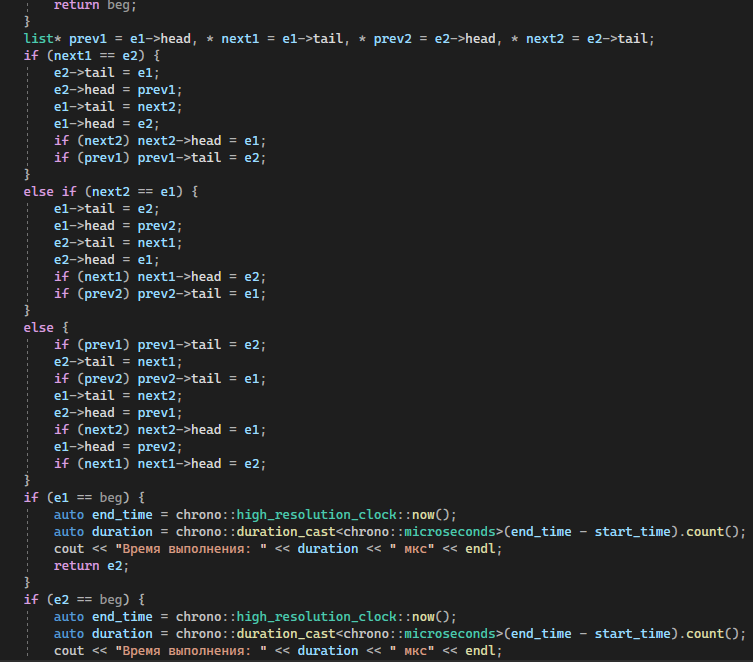 return beg;
}
list* prev1 = e1->head, * next1 = e1->tail, * prev2 = e2->head, * next2 = e2->tail;
if (next1 == e2) {
e2->tail = e1;
e2->head = prev1;
e1->tail = next2;
e1->head = e2;
if (next2) next2->head = e1;
if (prev1) prev1->tail = e2;
}
else if (next2 == e1) {
e1->tail = e2;
e1->head = prev2;
e2->tail = next1;
e2->head = e1;
if (next1) next1->head = e2;
if (prev2) prev2->tail = e1;
}
else {
if (prev1) prev1->tail = e2;
e2->tail = next1;
if (prev2) prev2->tail = e1;
e1->tail = next2;
e2->head = prev1;
if (next2) next2->head = e1;
e1->head = prev2;
if (next1) next1->head = e2;
}
if (e1 == beg) {
auto end_time = chrono::high_resolution_clock::now();
auto duration = chrono::duration_cast<chrono::microseconds>(end_time - start_time).count();
cout << "Время выполнения: " << duration << " мкс" << endl;
return e2;
}
if (e2 == beg) {
auto end_time = chrono::high_resolution_clock::now();
auto duration = chrono::duration_cast<chrono::microseconds>(end_time - start_time).count();
cout << "Время выполнения: " << duration << " мкс" << endl;